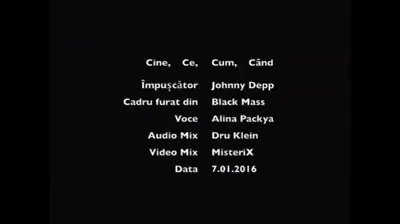 Cine, Ce, Cum, Când
Împușcător Johnny Depp
Cadru furat din Black Mass
Voce Alina Packya
Audio Mix Dru Klein
Video Mix MisteriX
Data 7.01.2016